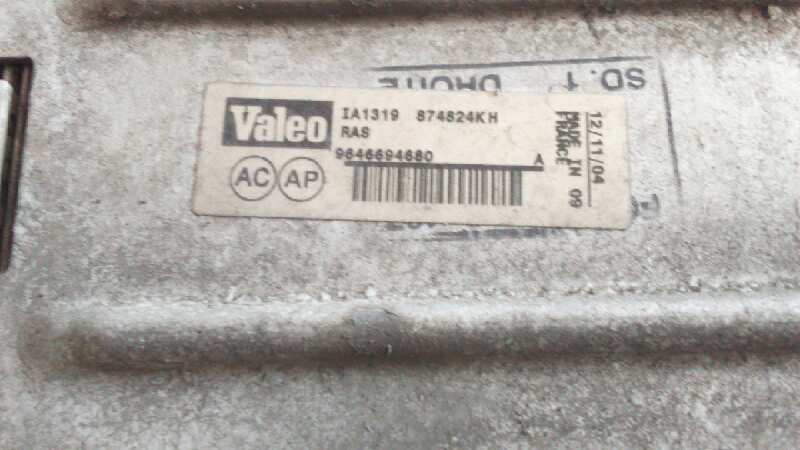 Valeo
IA1319 874824KH
RAS
9646694680 A
AC AP
12/11/04
MADE IN 09
FRANCE
SD.1 DROITE